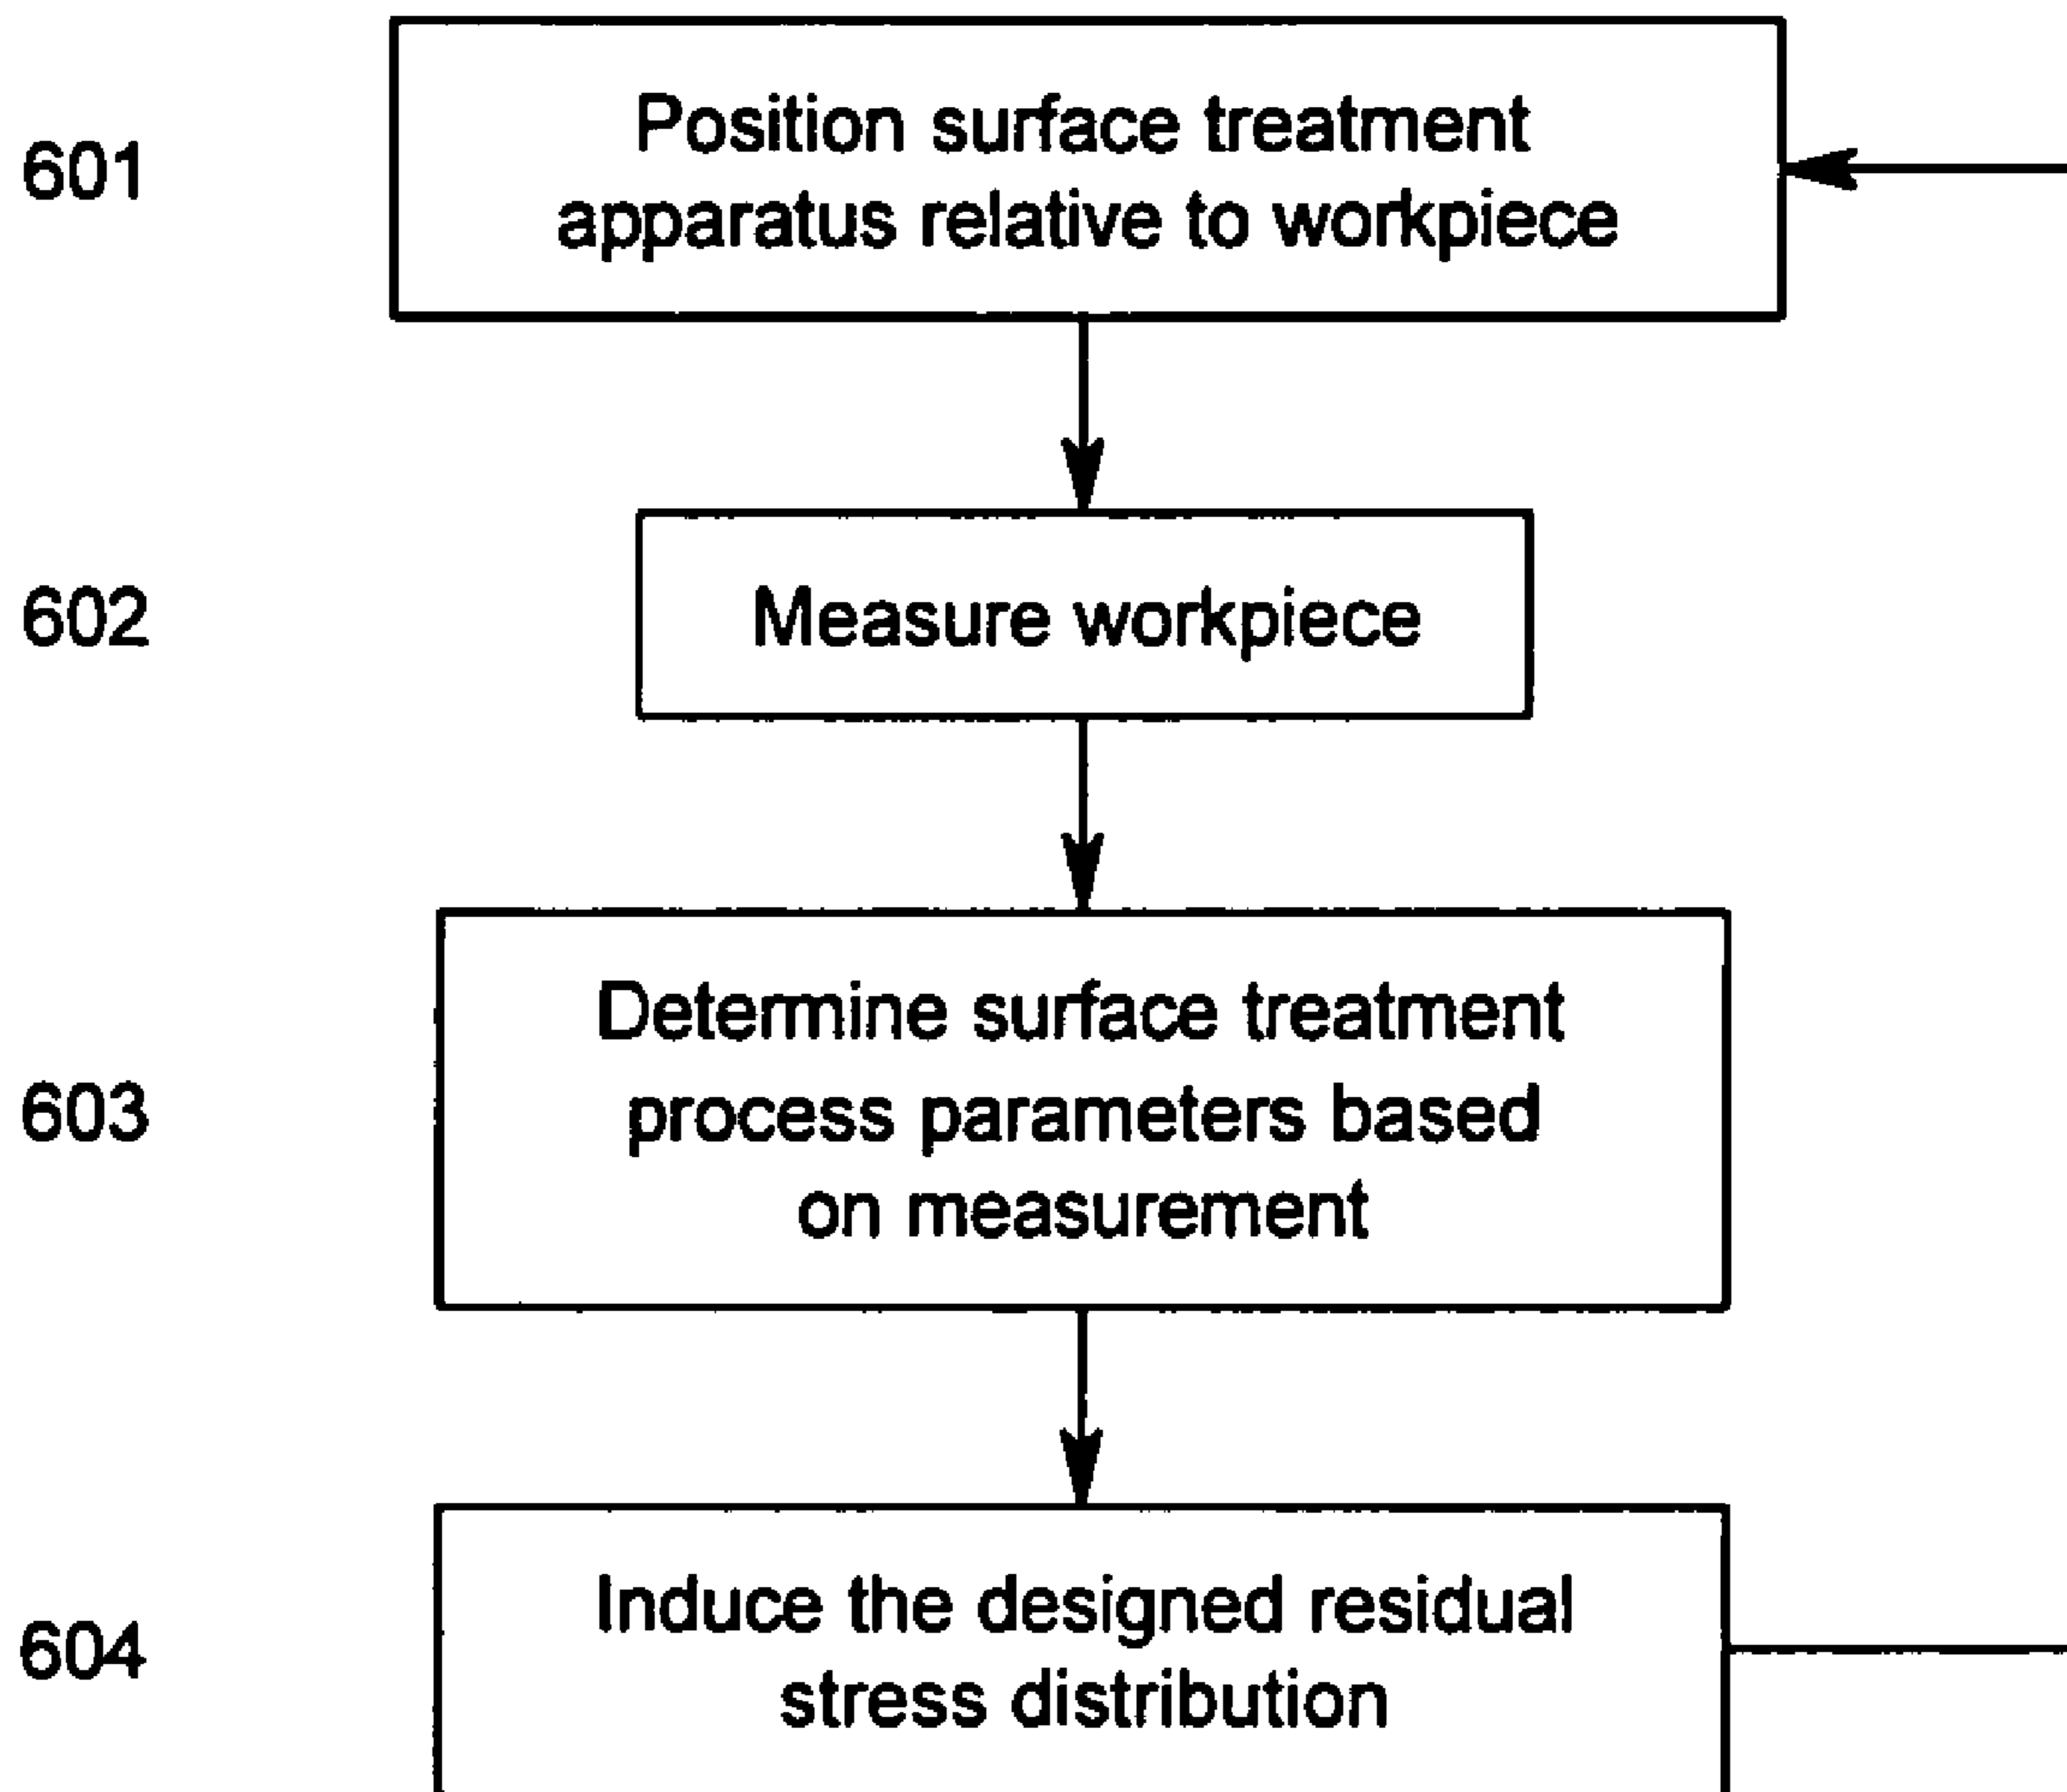 601
Position surface treatment
apparatus relative to workpiece
602
Measure workpiece
603
Determine surface treatment
process parameters based
on measurement
604
Induce the designed residual
stress distribution